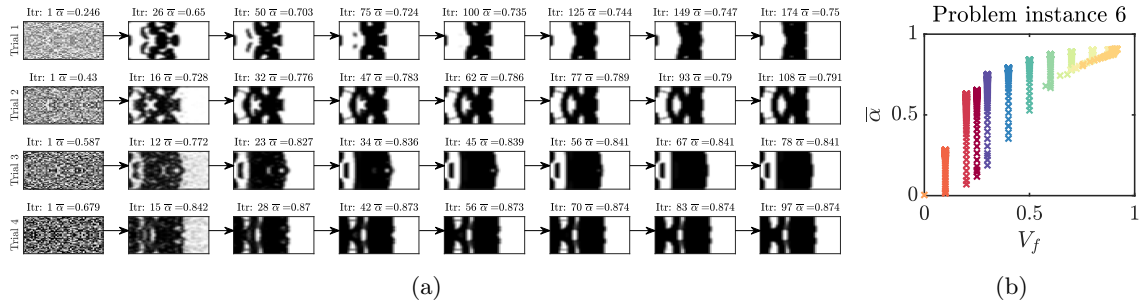 Itr: 1 α̅ =0.246 Itr: 26 α̅ =0.65 Itr: 50 α̅ =0.703 Itr: 75 α̅ =0.724 Itr: 100 α̅ =0.735 Itr: 125 α̅ =0.744 Itr: 149 α̅ =0.747 Itr: 174 α̅ =0.75
Trial 1
Itr: 1 α̅ =0.43 Itr: 16 α̅ =0.728 Itr: 32 α̅ =0.776 Itr: 47 α̅ =0.783 Itr: 62 α̅ =0.786 Itr: 77 α̅ =0.789 Itr: 93 α̅ =0.79 Itr: 108 α̅ =0.791
Trial 2
Itr: 1 α̅ =0.587 Itr: 12 α̅ =0.772 Itr: 23 α̅ =0.827 Itr: 34 α̅ =0.836 Itr: 45 α̅ =0.839 Itr: 56 α̅ =0.841 Itr: 67 α̅ =0.841 Itr: 78 α̅ =0.841
Trial 3
Itr: 1 α̅ =0.679 Itr: 15 α̅ =0.842 Itr: 28 α̅ =0.87 Itr: 42 α̅ =0.873 Itr: 56 α̅ =0.873 Itr: 70 α̅ =0.874 Itr: 83 α̅ =0.874 Itr: 97 α̅ =0.874
Trial 4
(a)
Problem instance 6
1
α̅
0.5
0
0 0.5 1
V_f
(b)